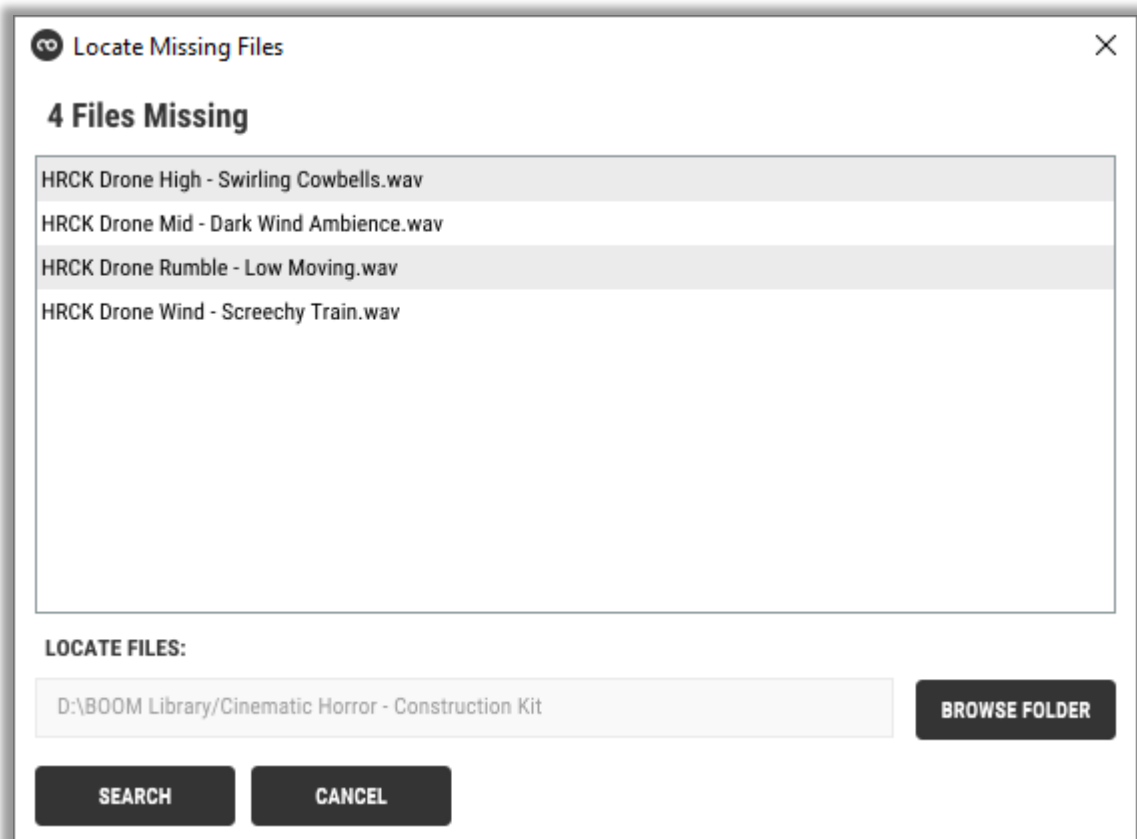 Locate Missing Files
4 Files Missing
HRCK Drone High - Swirling Cowbells.wav
HRCK Drone Mid - Dark Wind Ambience.wav
HRCK Drone Rumble - Low Moving.wav
HRCK Drone Wind - Screechy Train.wav
LOCATE FILES:
D:\BOOM Library/Cinematic Horror - Construction Kit
BROWSE FOLDER
SEARCH
CANCEL